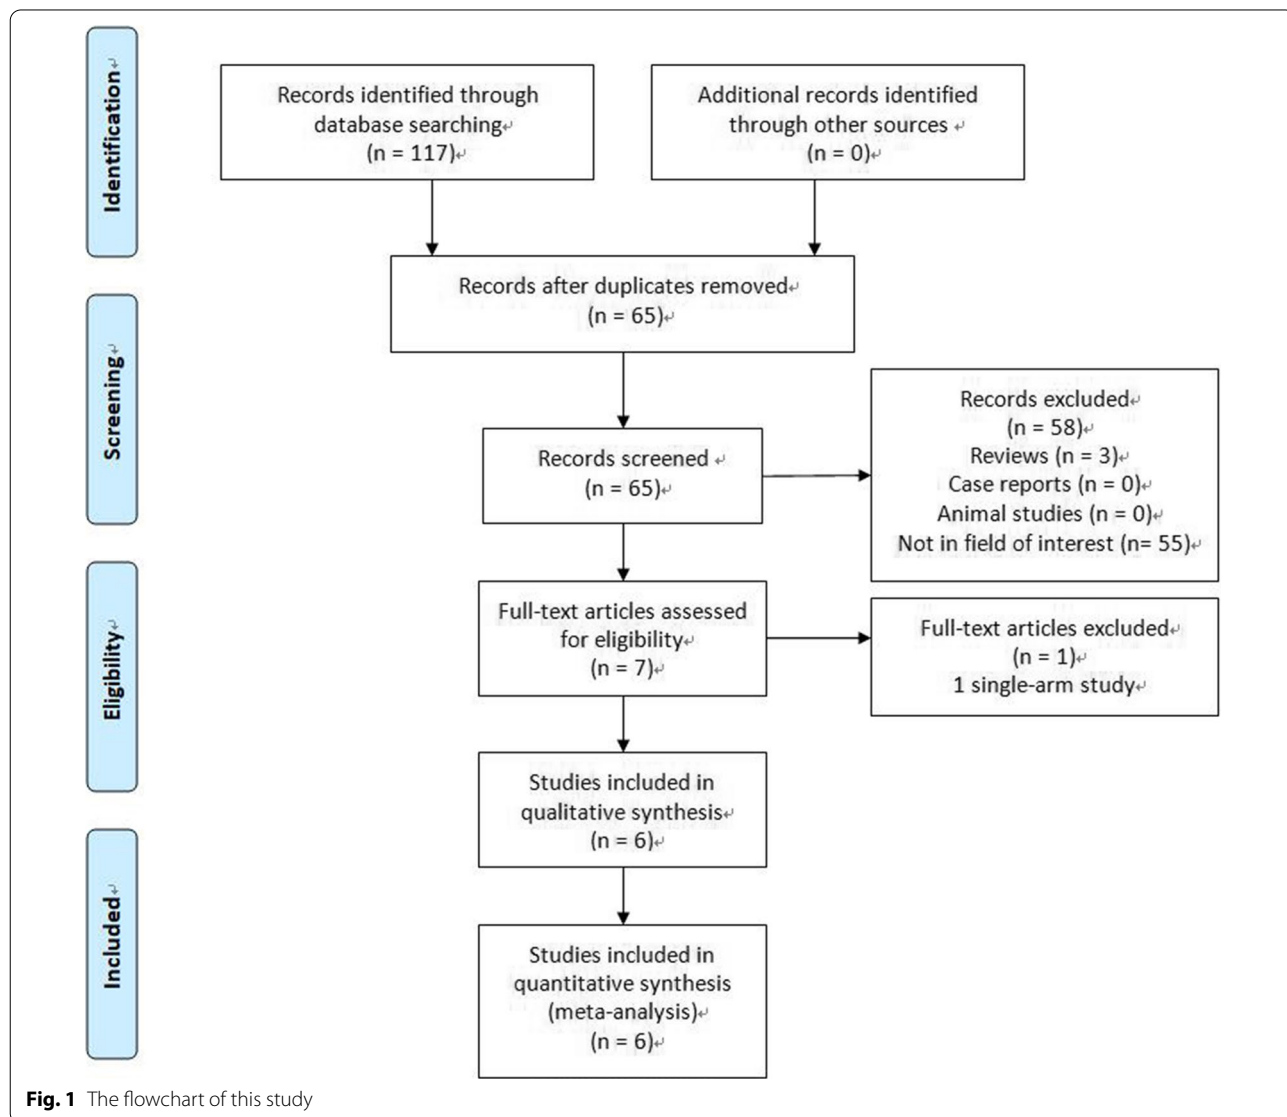 Identification↵
Records identified through
database searching↵
(n = 117)↵
Additional records identified
through other sources ↵
(n = 0)↵
Records after duplicates removed↵
(n = 65)↵
Screening↵
Records screened ↵
(n = 65)↵
Records excluded↵
(n = 58)↵
Reviews (n = 3)↵
Case reports (n = 0)↵
Animal studies (n = 0)↵
Not in field of interest (n= 55)↵
Eligibility↵
Full-text articles assessed
for eligibility↵
(n = 7)↵
Full-text articles excluded↵
(n = 1)↵
1 single-arm study↵
Studies included in
qualitative synthesis↵
(n = 6)↵
Included↵
Studies included in
quantitative synthesis
(meta-analysis)↵
(n = 6)↵
Fig. 1 The flowchart of this study